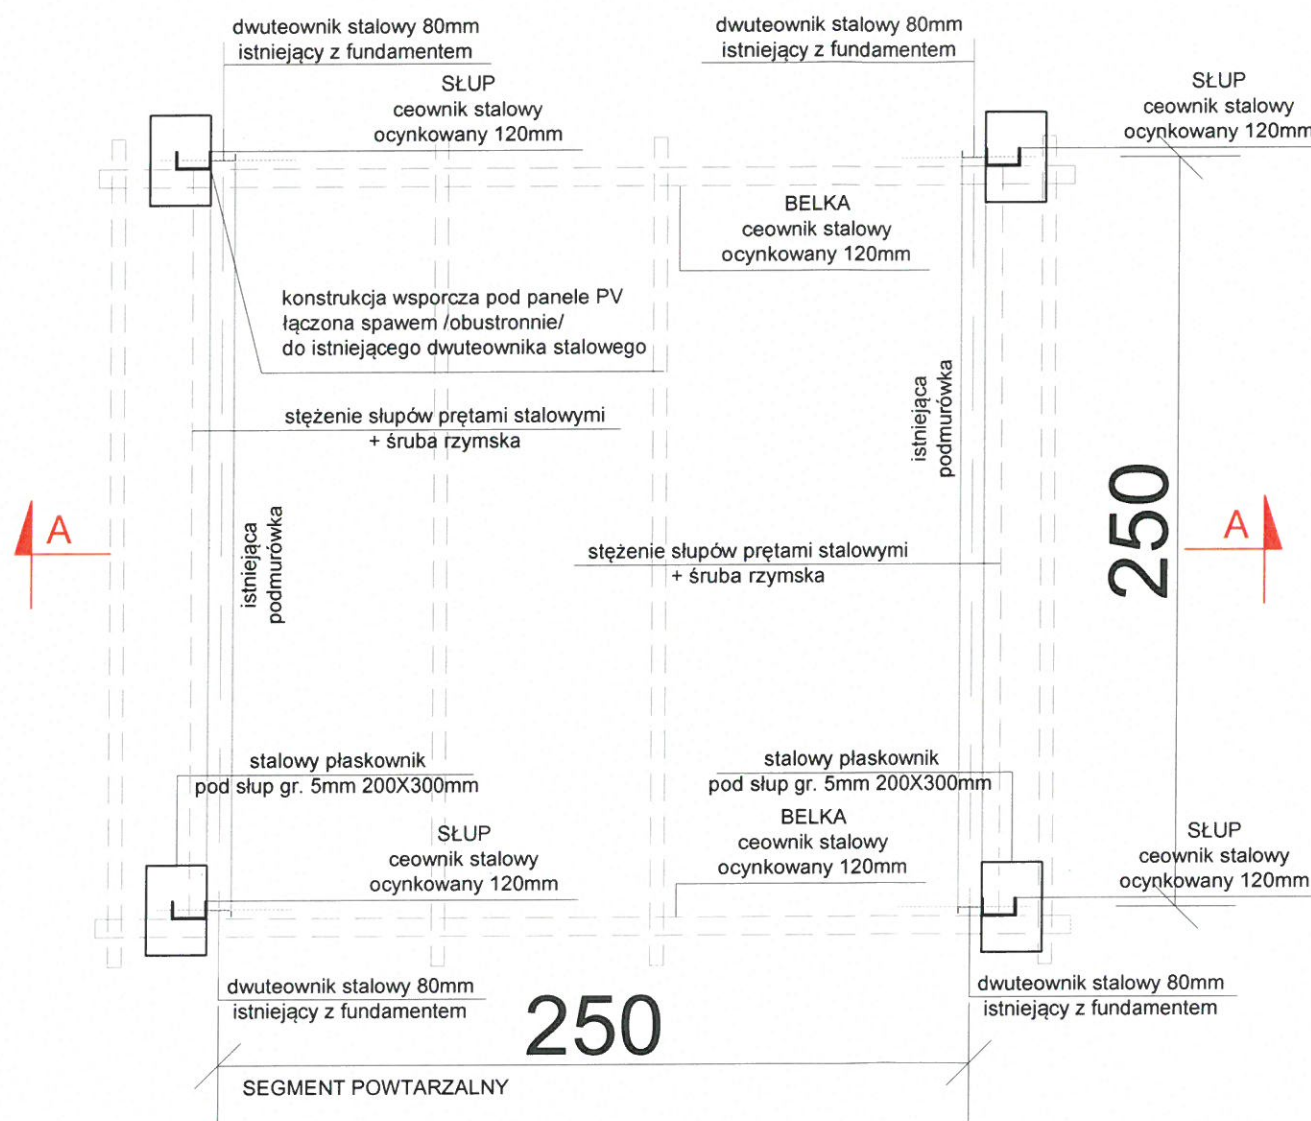 dwuteownik stalowy 80mm
istniejący z fundamentem
dwuteownik stalowy 80mm
istniejący z fundamentem
SŁUP
ceownik stalowy
ocynkowany 120mm
SŁUP
ceownik stalowy
ocynkowany 120mm
BELKA
ceownik stalowy
ocynkowany 120mm
konstrukcja wsporcza pod panele PV
łączona spawem /obustronnie/
do istniejącego dwuteownika stalowego
stężenie słupów prętami stalowymi
+ śruba rzymska
istniejąca
podmurówka
A
istniejąca
podmurówka
stężenie słupów prętami stalowymi
+ śruba rzymska
250
A
stalowy płaskownik
pod słup gr. 5mm 200X300mm
stalowy płaskownik
pod słup gr. 5mm 200X300mm
SŁUP
ceownik stalowy
ocynkowany 120mm
BELKA
ceownik stalowy
ocynkowany 120mm
SŁUP
ceownik stalowy
ocynkowany 120mm
dwuteownik stalowy 80mm
istniejący z fundamentem
dwuteownik stalowy 80mm
istniejący z fundamentem
250
SEGMENT POWTARZALNY